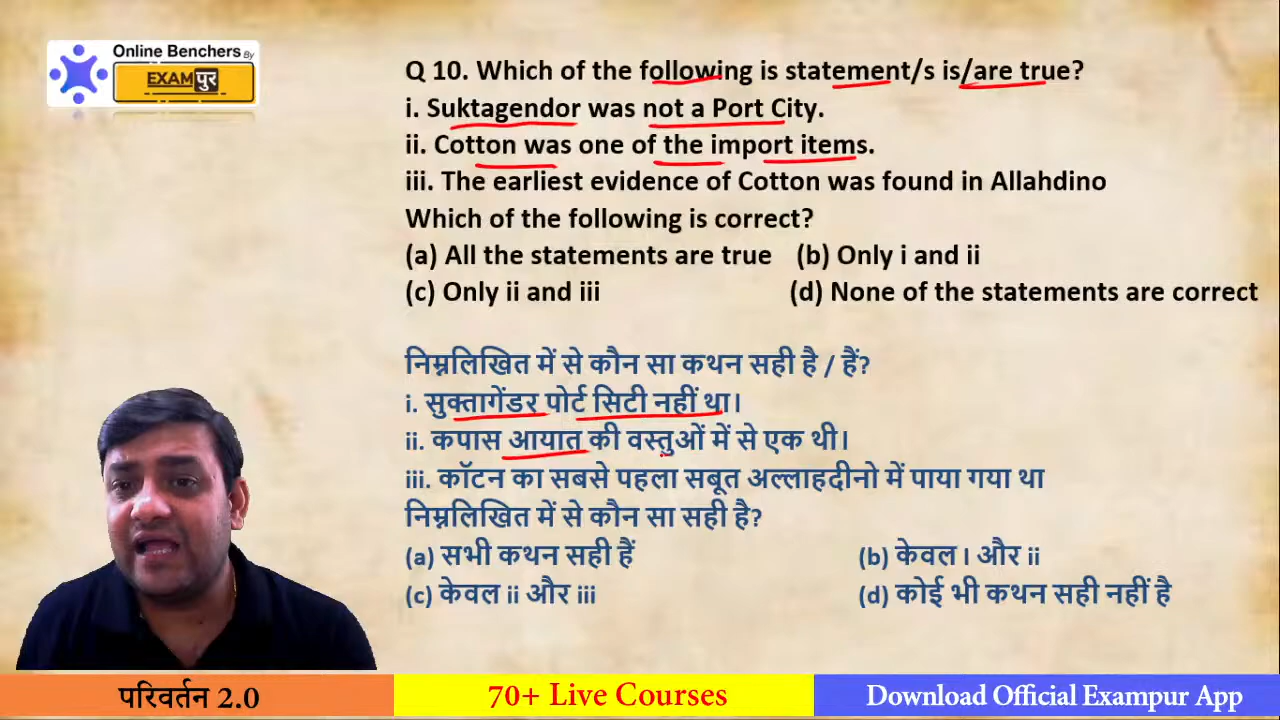 Online Benchers By
EXAMपुर
Q 10. Which of the following is statement/s is/are true?
i. Suktagendor was not a Port City.
ii. Cotton was one of the import items.
iii. The earliest evidence of Cotton was found in Allahdino
Which of the following is correct?
(a) All the statements are true (b) Only i and ii
(c) Only ii and iii (d) None of the statements are correct
निम्नलिखित में से कौन सा कथन सही है / हैं?
i. सुक्तागेंडर पोर्ट सिटी नहीं था।
ii. कपास आयात की वस्तुओं में से एक थी।
iii. कॉटन का सबसे पहला सबूत अल्लाहदीनो में पाया गया था
निम्नलिखित में से कौन सा सही है?
(a) सभी कथन सही हैं (b) केवल I और ii
(c) केवल ii और iii (d) कोई भी कथन सही नहीं है
परिवर्तन 2.0 70+ Live Courses Download Official Exampur App